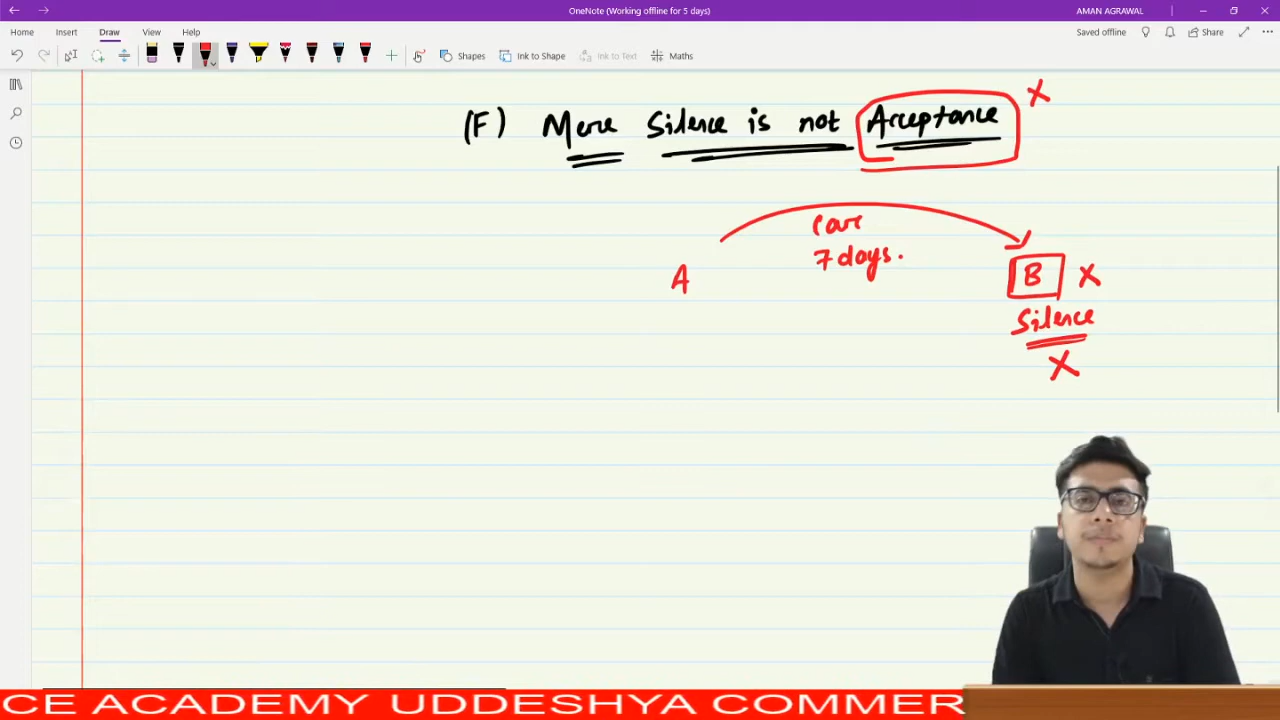 OneNote (Working offline for 5 days)
AMAN AGRAWAL
Home Insert Draw View Help
Saved offline
Share
Shapes
Ink to Shape
Ink to Text
Maths
(F) Mere Silence is not Acceptance X
Car
7 days.
A
B X
Silence
X
CE ACADEMY UDDESHYA COMMER